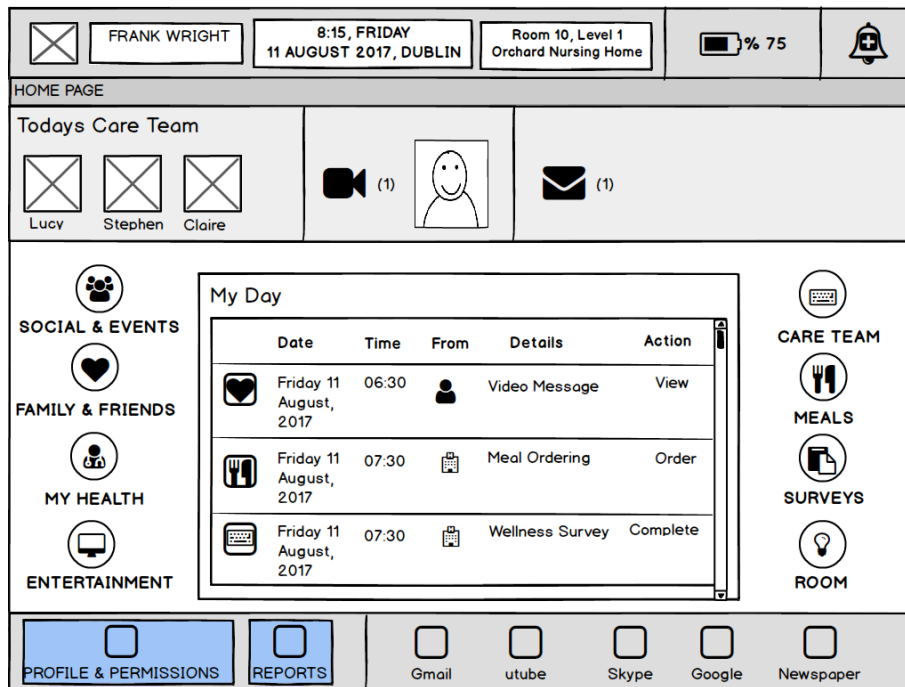 FRANK WRIGHT
8:15, FRIDAY
11 AUGUST 2017, DUBLIN
Room 10, Level 1
Orchard Nursing Home
% 75
HOME PAGE
Todays Care Team
Lucy
Stephen
Claire
(1)
(1)
SOCIAL & EVENTS
FAMILY & FRIENDS
MY HEALTH
ENTERTAINMENT
My Day
Date Time From Details Action
Friday 11 06:30 Video Message View
August,
2017
Friday 11 07:30 Meal Ordering Order
August,
2017
Friday 11 07:30 Wellness Survey Complete
August,
2017
CARE TEAM
MEALS
SURVEYS
ROOM
PROFILE & PERMISSIONS
REPORTS
Gmail
utube
Skype
Google
Newspaper